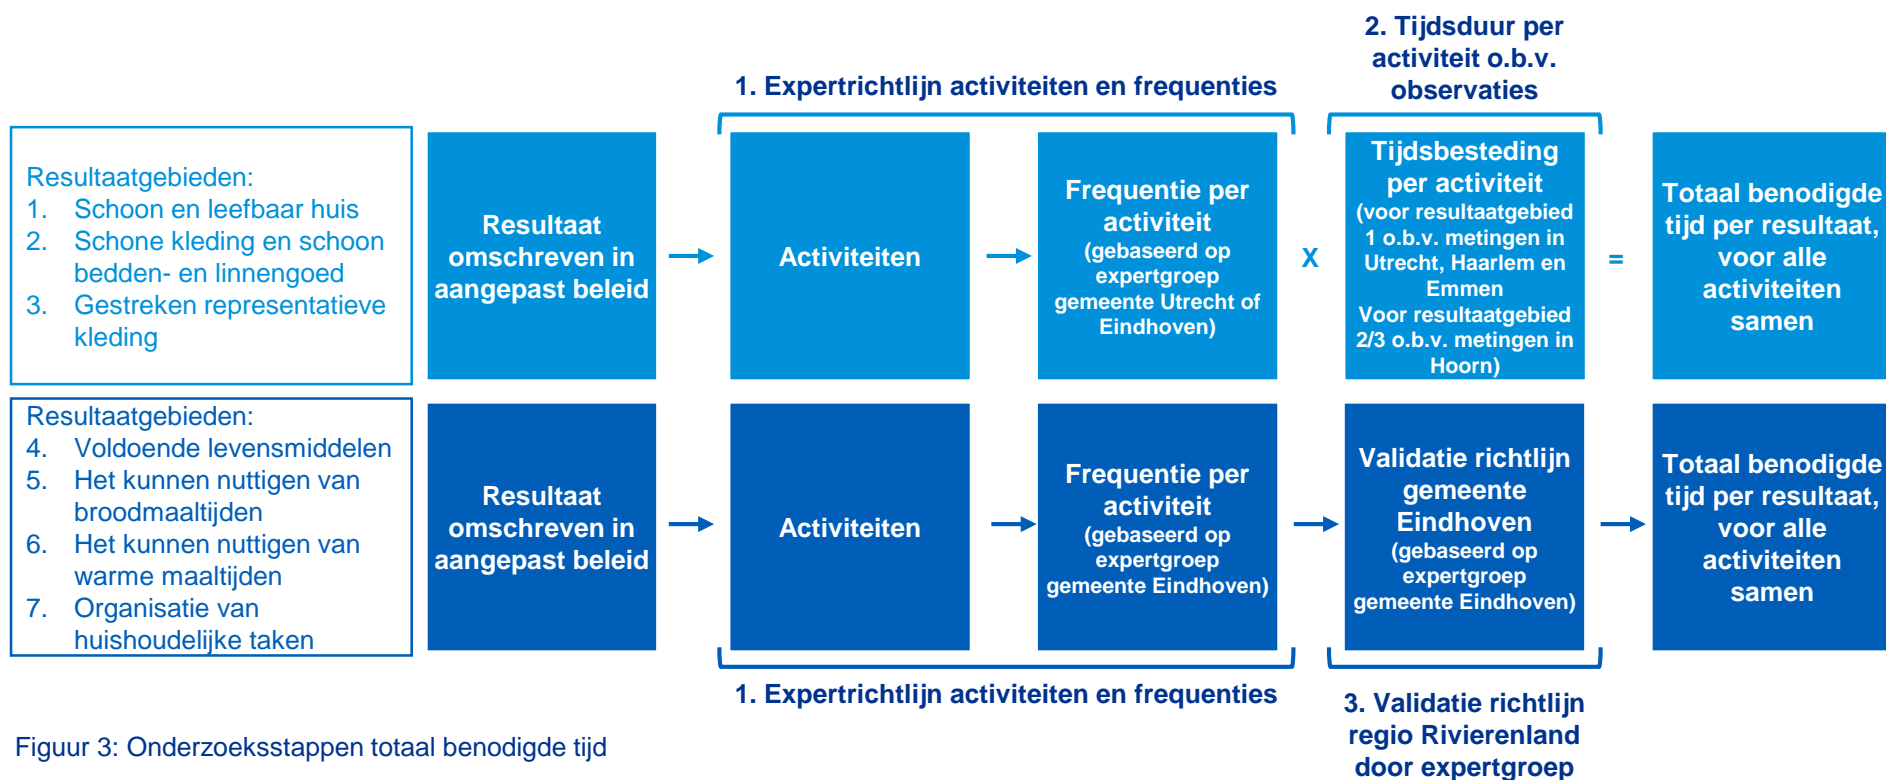 2. Tijdsduur per
activiteit o.b.v.
observaties
1. Expertrichtlijn activiteiten en frequenties
Resultaatgebieden:
1. Schoon en leefbaar huis
2. Schone kleding en schoon
bedden- en linnengoed
3. Gestreken representatieve
kleding
Resultaat
omschreven in
aangepast beleid
Activiteiten
Frequentie per
activiteit
(gebaseerd op
expertgroep
gemeente Utrecht of
Eindhoven)
X
Tijdsbesteding
per activiteit
(voor resultaatgebied
1 o.b.v. metingen in
Utrecht, Haarlem en
Emmen
Voor resultaatgebied
2/3 o.b.v. metingen in
Hoorn)
=
Totaal benodigde
tijd per resultaat,
voor alle
activiteiten
samen
Resultaatgebieden:
4. Voldoende levensmiddelen
5. Het kunnen nuttigen van
broodmaaltijden
6. Het kunnen nuttigen van
warme maaltijden
7. Organisatie van
huishoudelijke taken
Resultaat
omschreven in
aangepast beleid
Activiteiten
Frequentie per
activiteit
(gebaseerd op
expertgroep
gemeente Eindhoven)
Validatie richtlijn
gemeente
Eindhoven
(gebaseerd op
expertgroep
gemeente Eindhoven)
Totaal benodigde
tijd per resultaat,
voor alle
activiteiten
samen
1. Expertrichtlijn activiteiten en frequenties
3. Validatie richtlijn
regio Rivierenland
door expertgroep
Figuur 3: Onderzoeksstappen totaal benodigde tijd